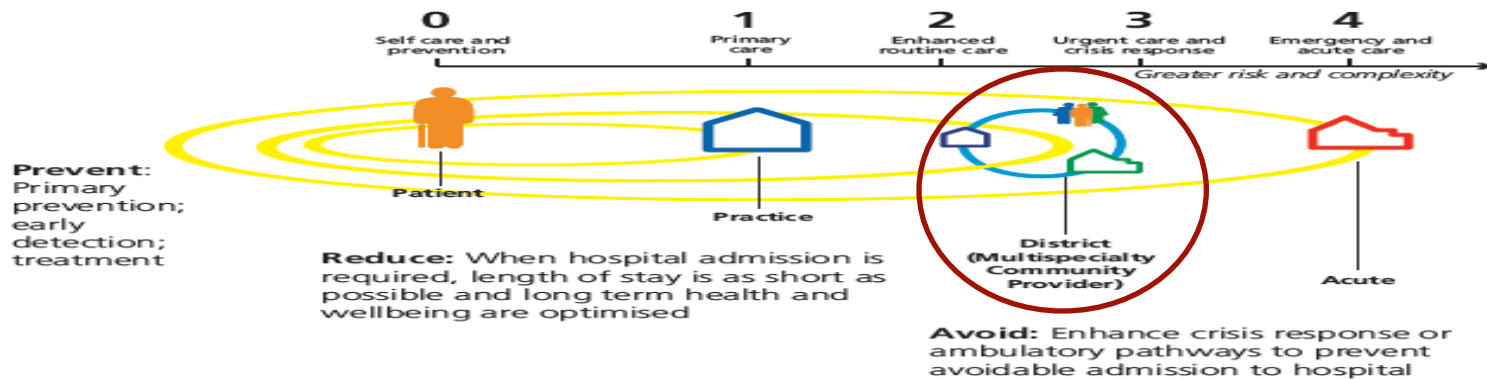 0
1
2
3
4
Self care and
prevention
Primary
care
Enhanced
routine care
Urgent care and
crisis response
Emergency and
acute care
Greater risk and complexity
Prevent:
Primary
prevention;
early
detection;
treatment
Patient
Practice
District
(Multispecialty
Community
Provider)
Acute
Reduce: When hospital admission is
required, length of stay is as short as
possible and long term health and
wellbeing are optimised
Avoid: Enhance crisis response or
ambulatory pathways to prevent
avoidable admission to hospital